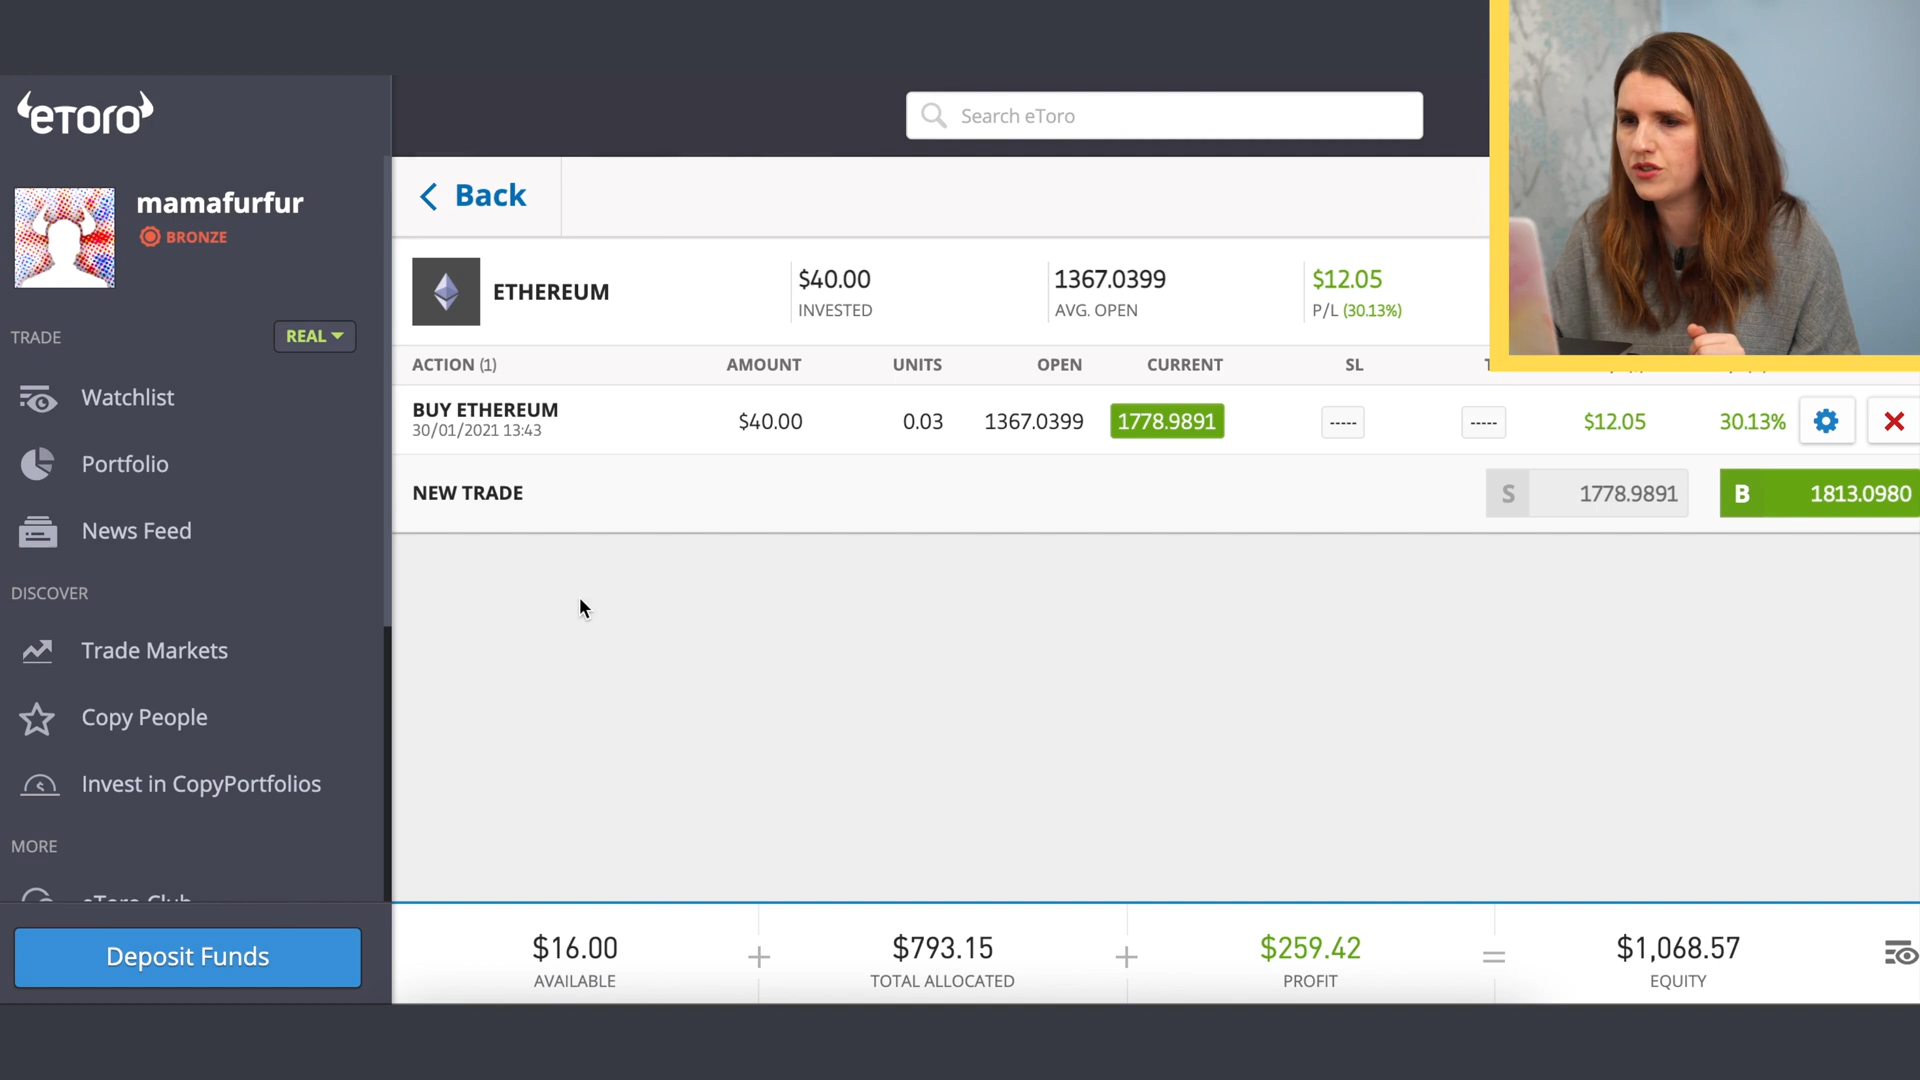 eToro
Search eToro
mamafurfur
BRONZE
Back
ETHEREUM
$40.00
INVESTED
1367.0399
AVG. OPEN
$12.05
P/L (30.13%)
TRADE
REAL
ACTION (1)
AMOUNT
UNITS
OPEN
CURRENT
SL
Watchlist
BUY ETHEREUM
30/01/2021 13:43
$40.00
0.03
1367.0399
1778.9891
-----
-----
$12.05
30.13%
Portfolio
NEW TRADE
S
1778.9891
B
1813.0980
News Feed
DISCOVER
Trade Markets
Copy People
Invest in CopyPortfolios
MORE
eToro Club
Deposit Funds
$16.00
AVAILABLE
+
$793.15
TOTAL ALLOCATED
+
$259.42
PROFIT
=
$1,068.57
EQUITY